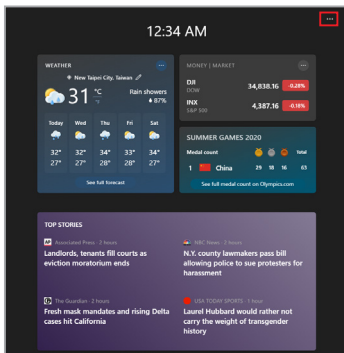 12:34 AM
WEATHER
New Taipei City, Taiwan
31 °C
°F
Rain showers
87%
Today Wed Thu Fri Sat
32° 32° 34° 33° 34°
27° 27° 28° 28° 27°
See full forecast
MONEY | MARKET
DJI
DOW
34,838.16
-0.28%
INX
S&P 500
4,387.16
-0.18%
SUMMER GAMES 2020
Medal count
Total
1 China 29 18 16 63
See full medal count on Olympics.com
TOP STORIES
AP Associated Press · 2 hours
Landlords, tenants fill courts as
eviction moratorium ends
NBC News · 2 hours
N.Y. county lawmakers pass bill
allowing police to sue protesters for
harassment
The Guardian · 2 hours
Fresh mask mandates and rising Delta
cases hit California
USA TODAY SPORTS · 1 hour
Laurel Hubbard would rather not
carry the weight of transgender
history